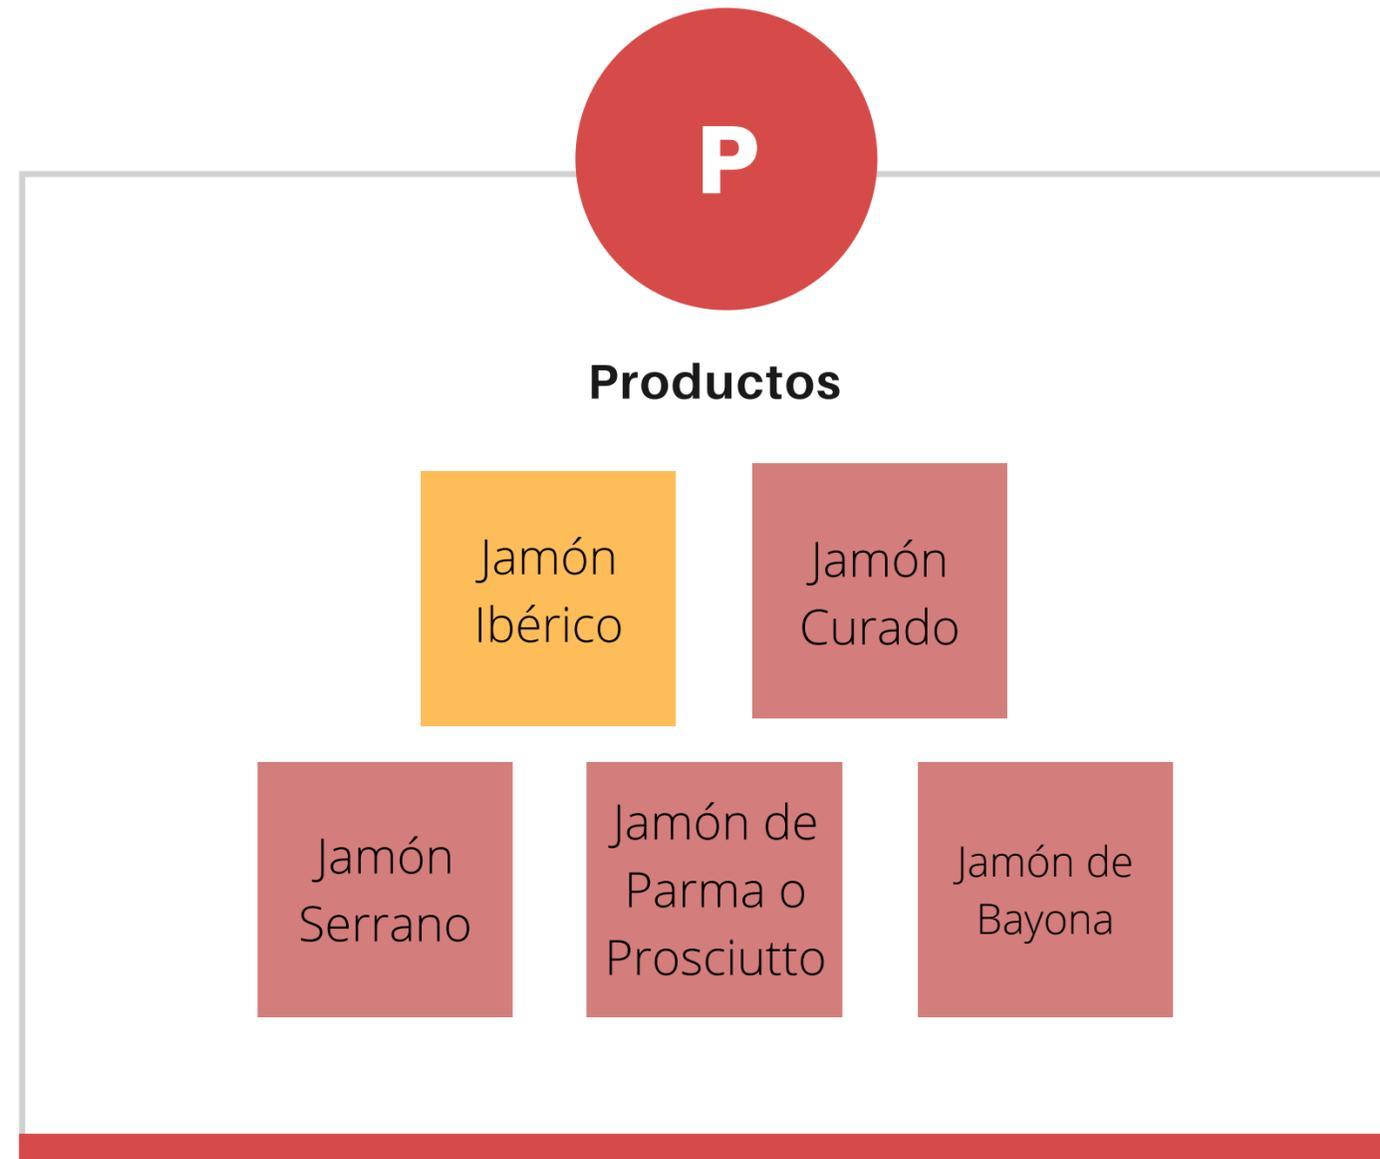 P
Productos
Jamón
Ibérico
Jamón
Curado
Jamón
Serrano
Jamón de
Parma o
Prosciutto
Jamón de
Bayona